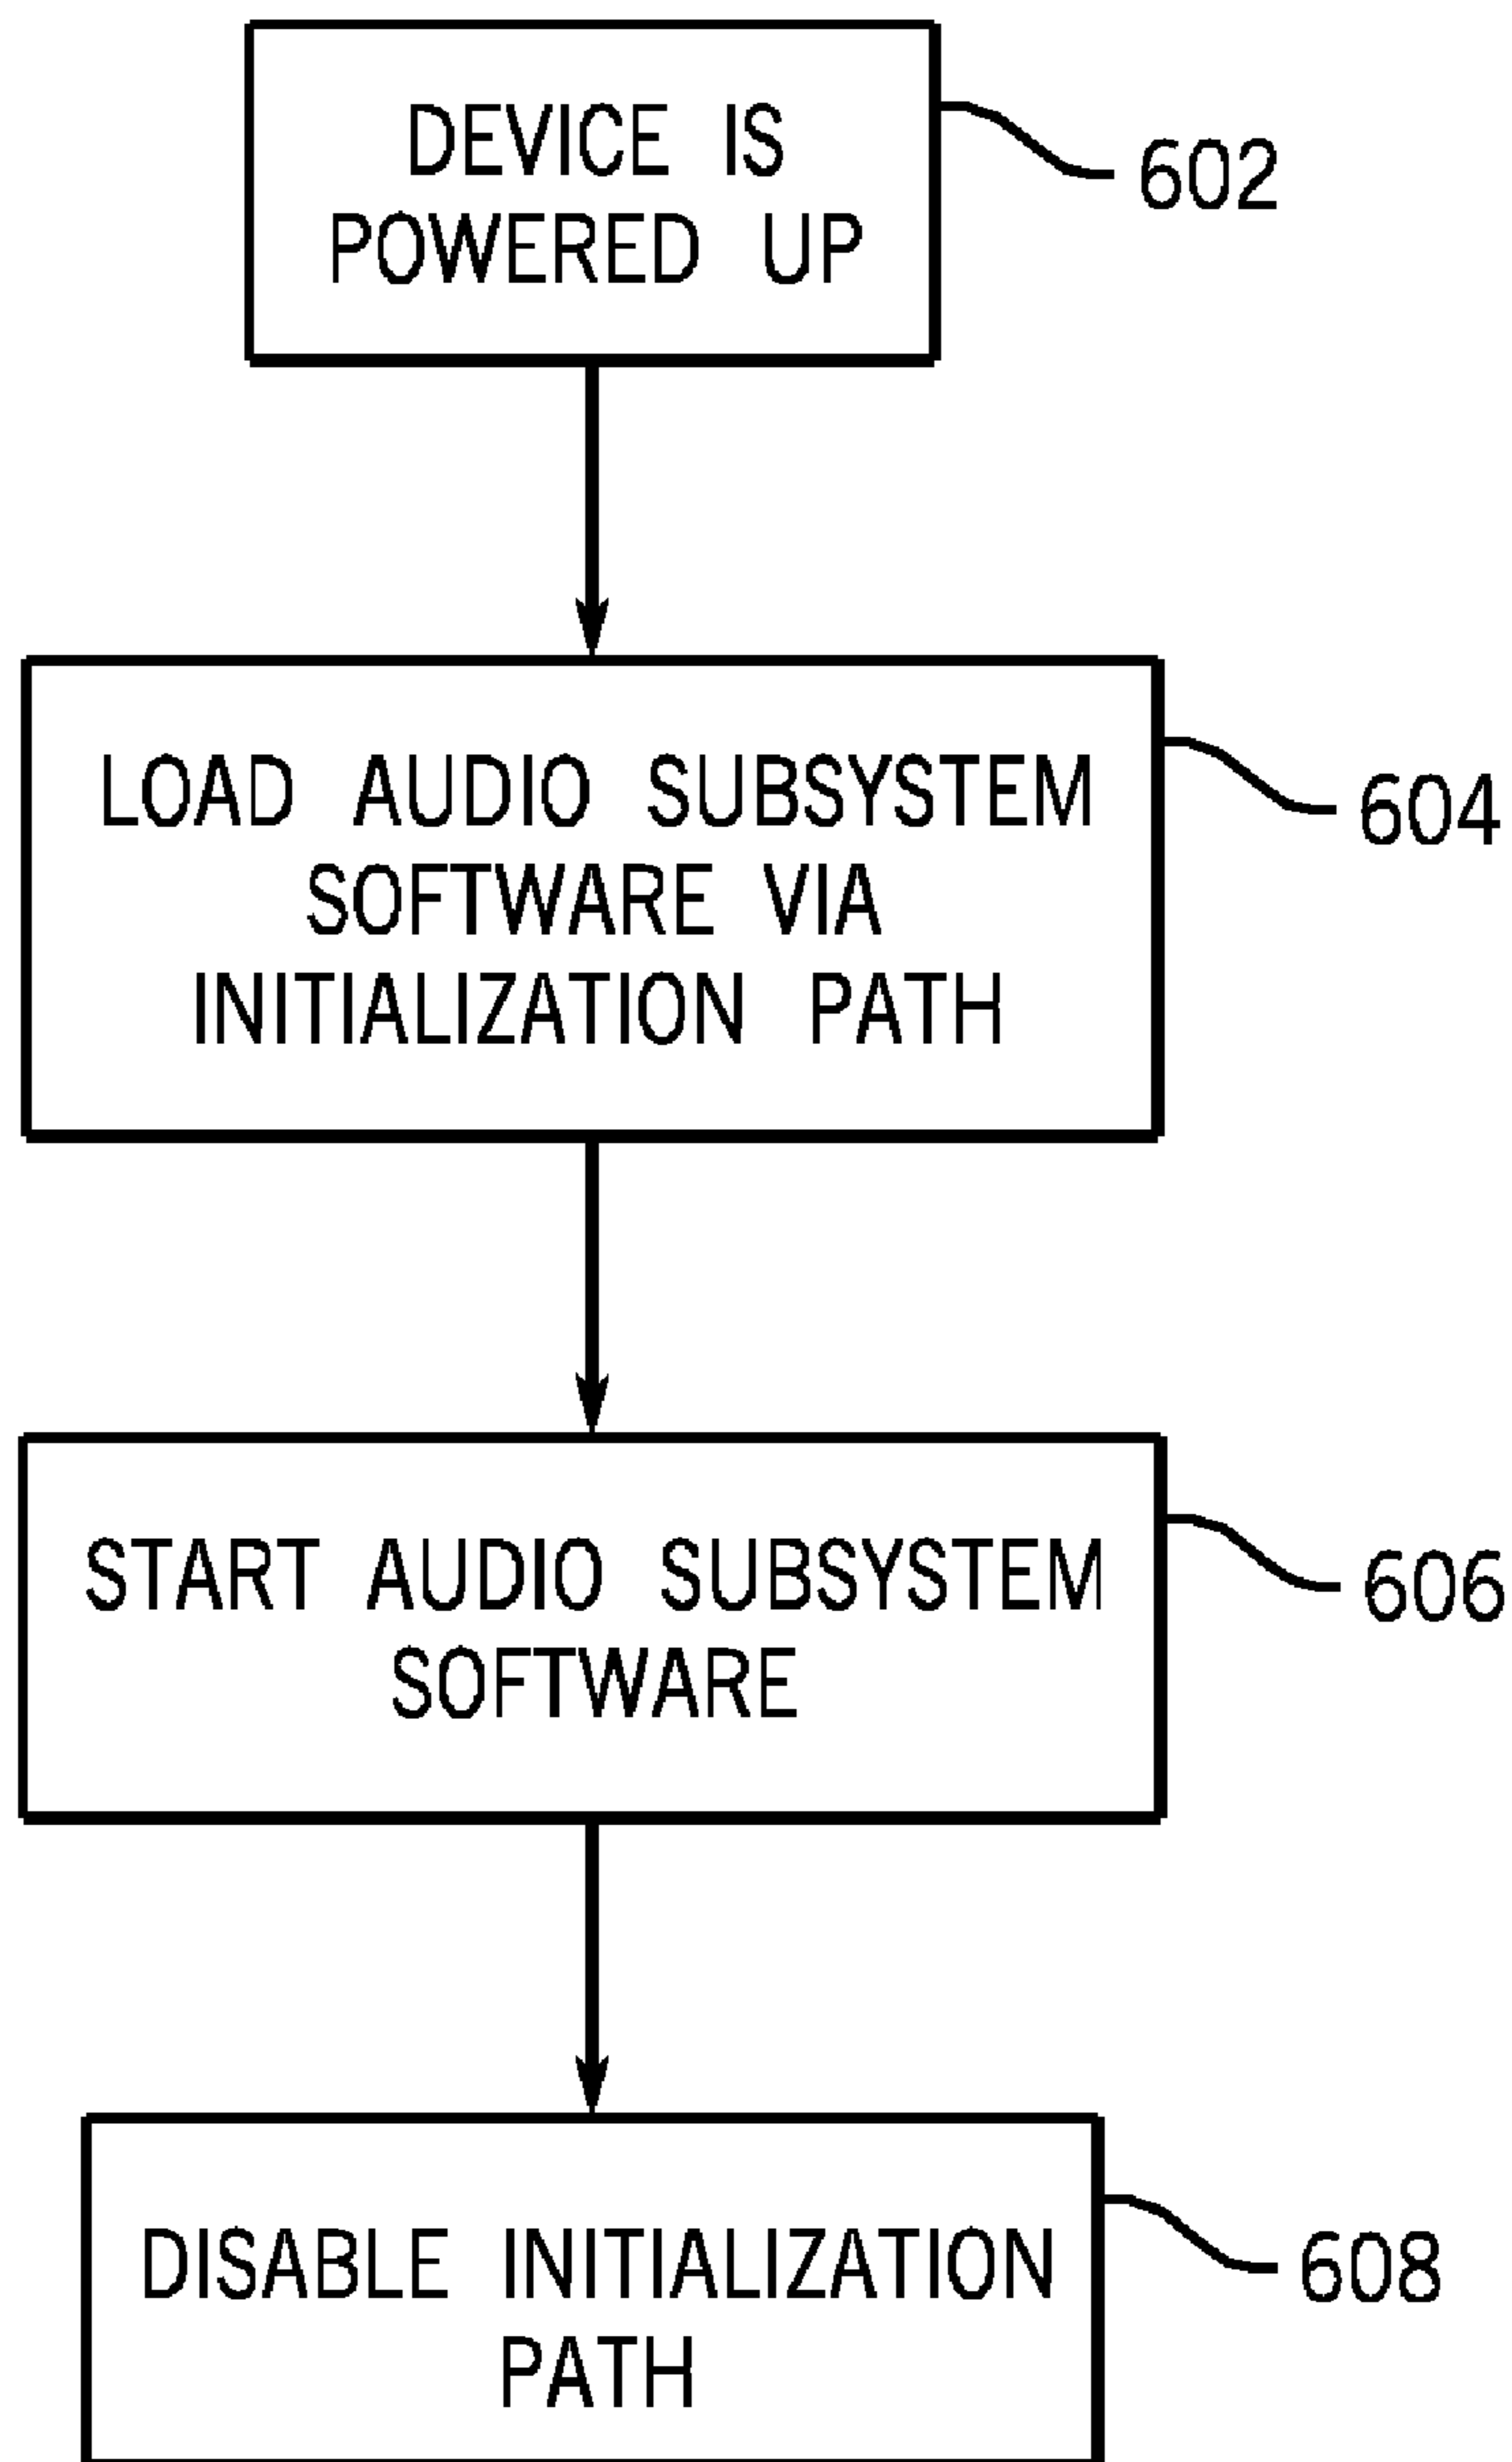 DEVICE IS
POWERED UP
602
LOAD AUDIO SUBSYSTEM
SOFTWARE VIA
INITIALIZATION PATH
604
START AUDIO SUBSYSTEM
SOFTWARE
606
DISABLE INITIALIZATION
PATH
608